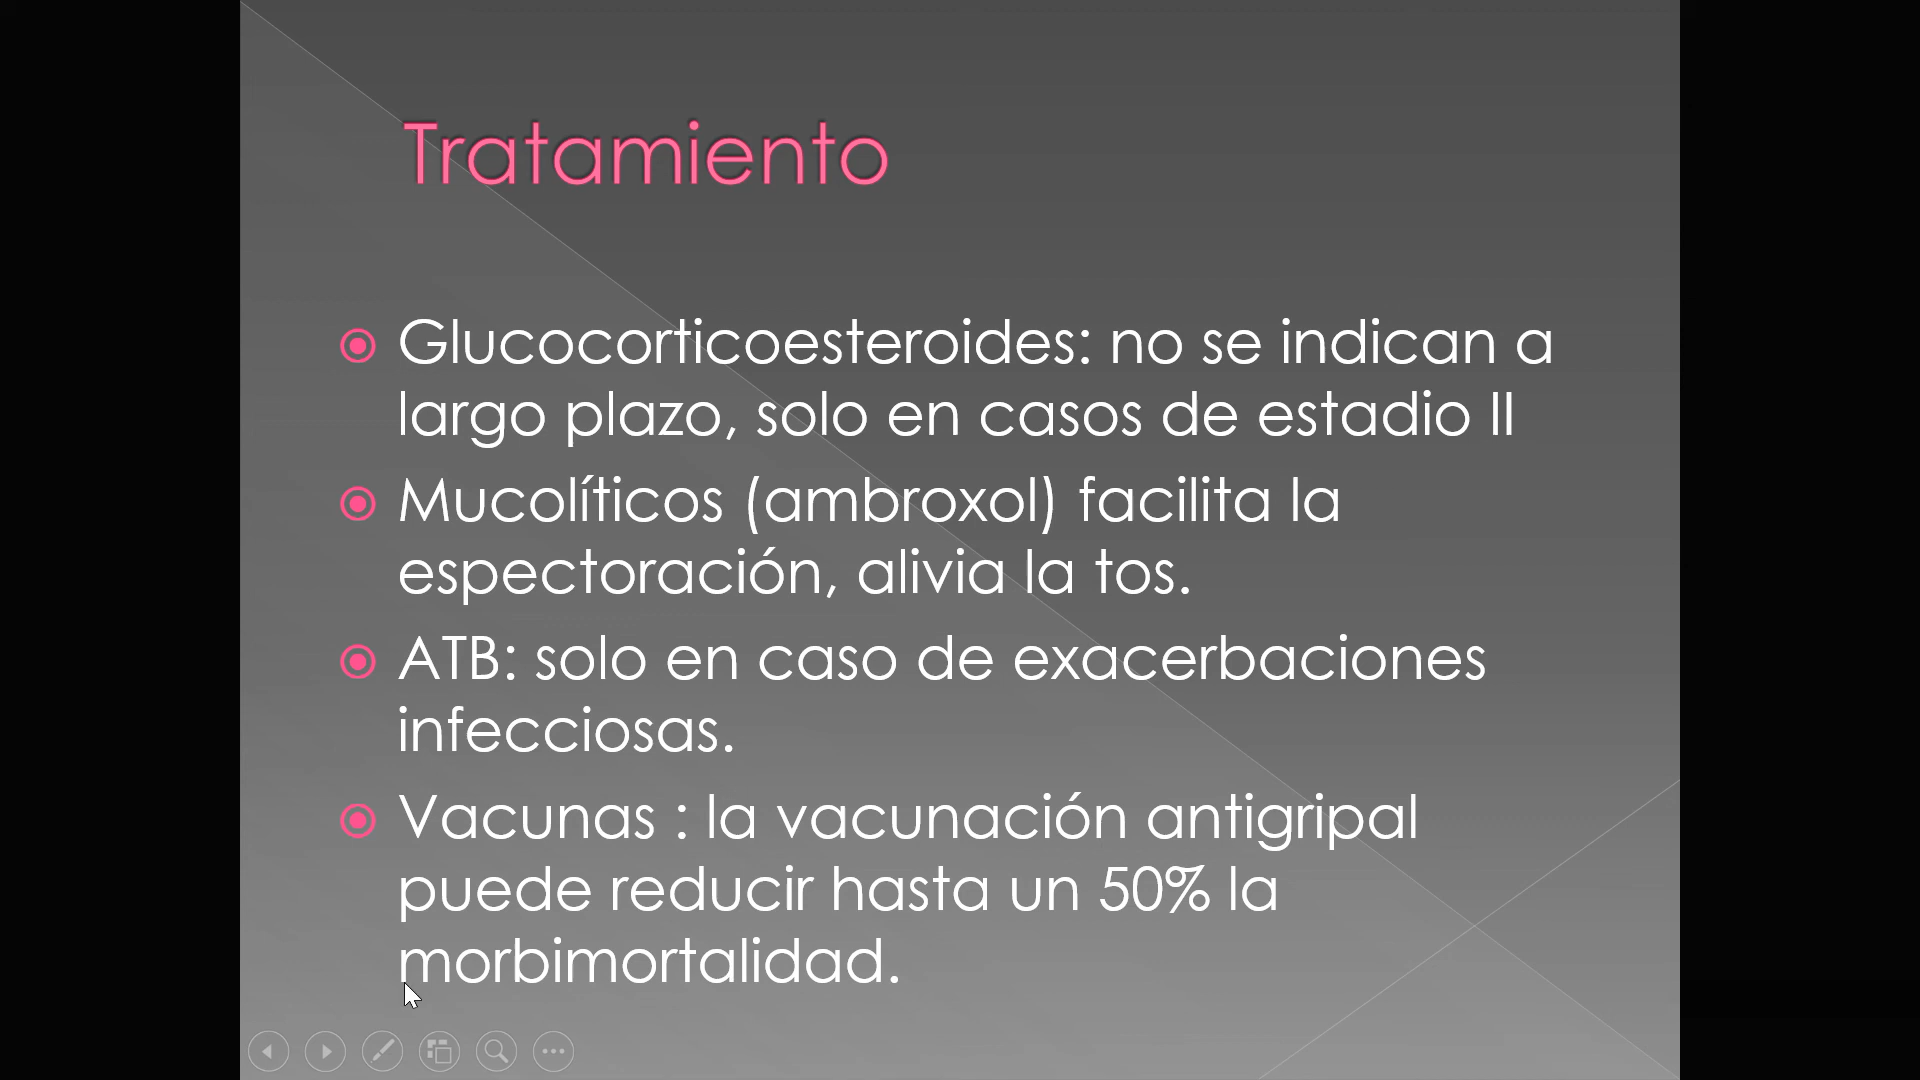 Tratamiento
Glucocorticoesteroides: no se indican a
largo plazo, solo en casos de estadio II
Mucolíticos (ambroxol) facilita la
espectoración, alivia la tos.
ATB: solo en caso de exacerbaciones
infecciosas.
Vacunas : la vacunación antigripal
puede reducir hasta un 50% la
morbimortalidad.